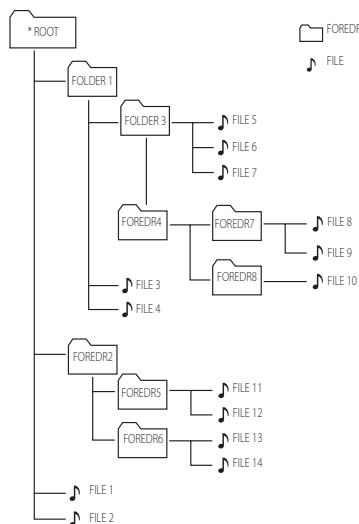 * ROOT
FOREDR
FILE
FOLDER 1
FOLDER 3
FILE 5
FILE 6
FILE 7
FOREDR4
FOREDR7
FILE 8
FILE 9
FOREDR8
FILE 10
FILE 3
FILE 4
FOREDR2
FOREDR5
FILE 11
FILE 12
FOREDR6
FILE 13
FILE 14
FILE 1
FILE 2